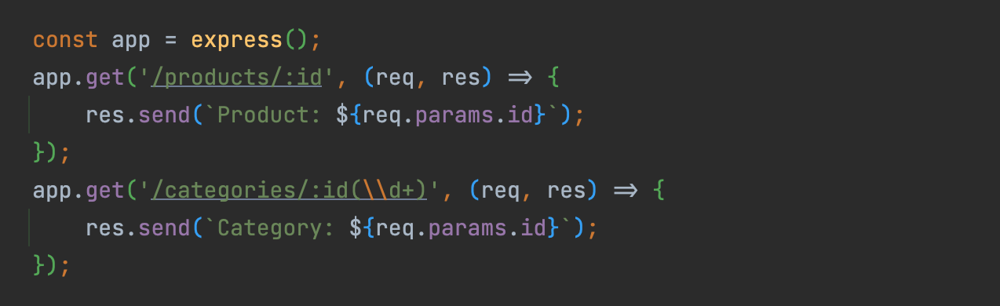 const app = express();
app.get('/products/:id', (req, res) => {
    res.send(`Product: ${req.params.id}`);
});
app.get('/categories/:id(\\d+)', (req, res) => {
    res.send(`Category: ${req.params.id}`);
});